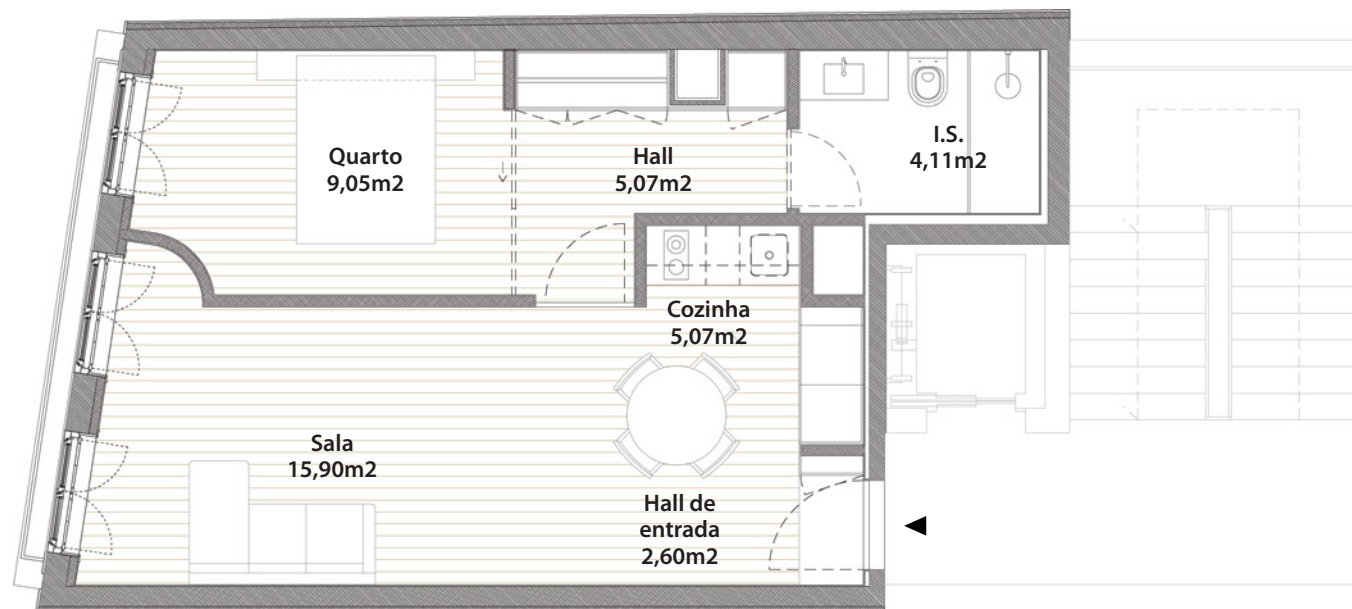 Quarto
9,05m2
Hall
5,07m2
I.S.
4,11m2
Cozinha
5,07m2
Sala
15,90m2
Hall de
entrada
2,60m2